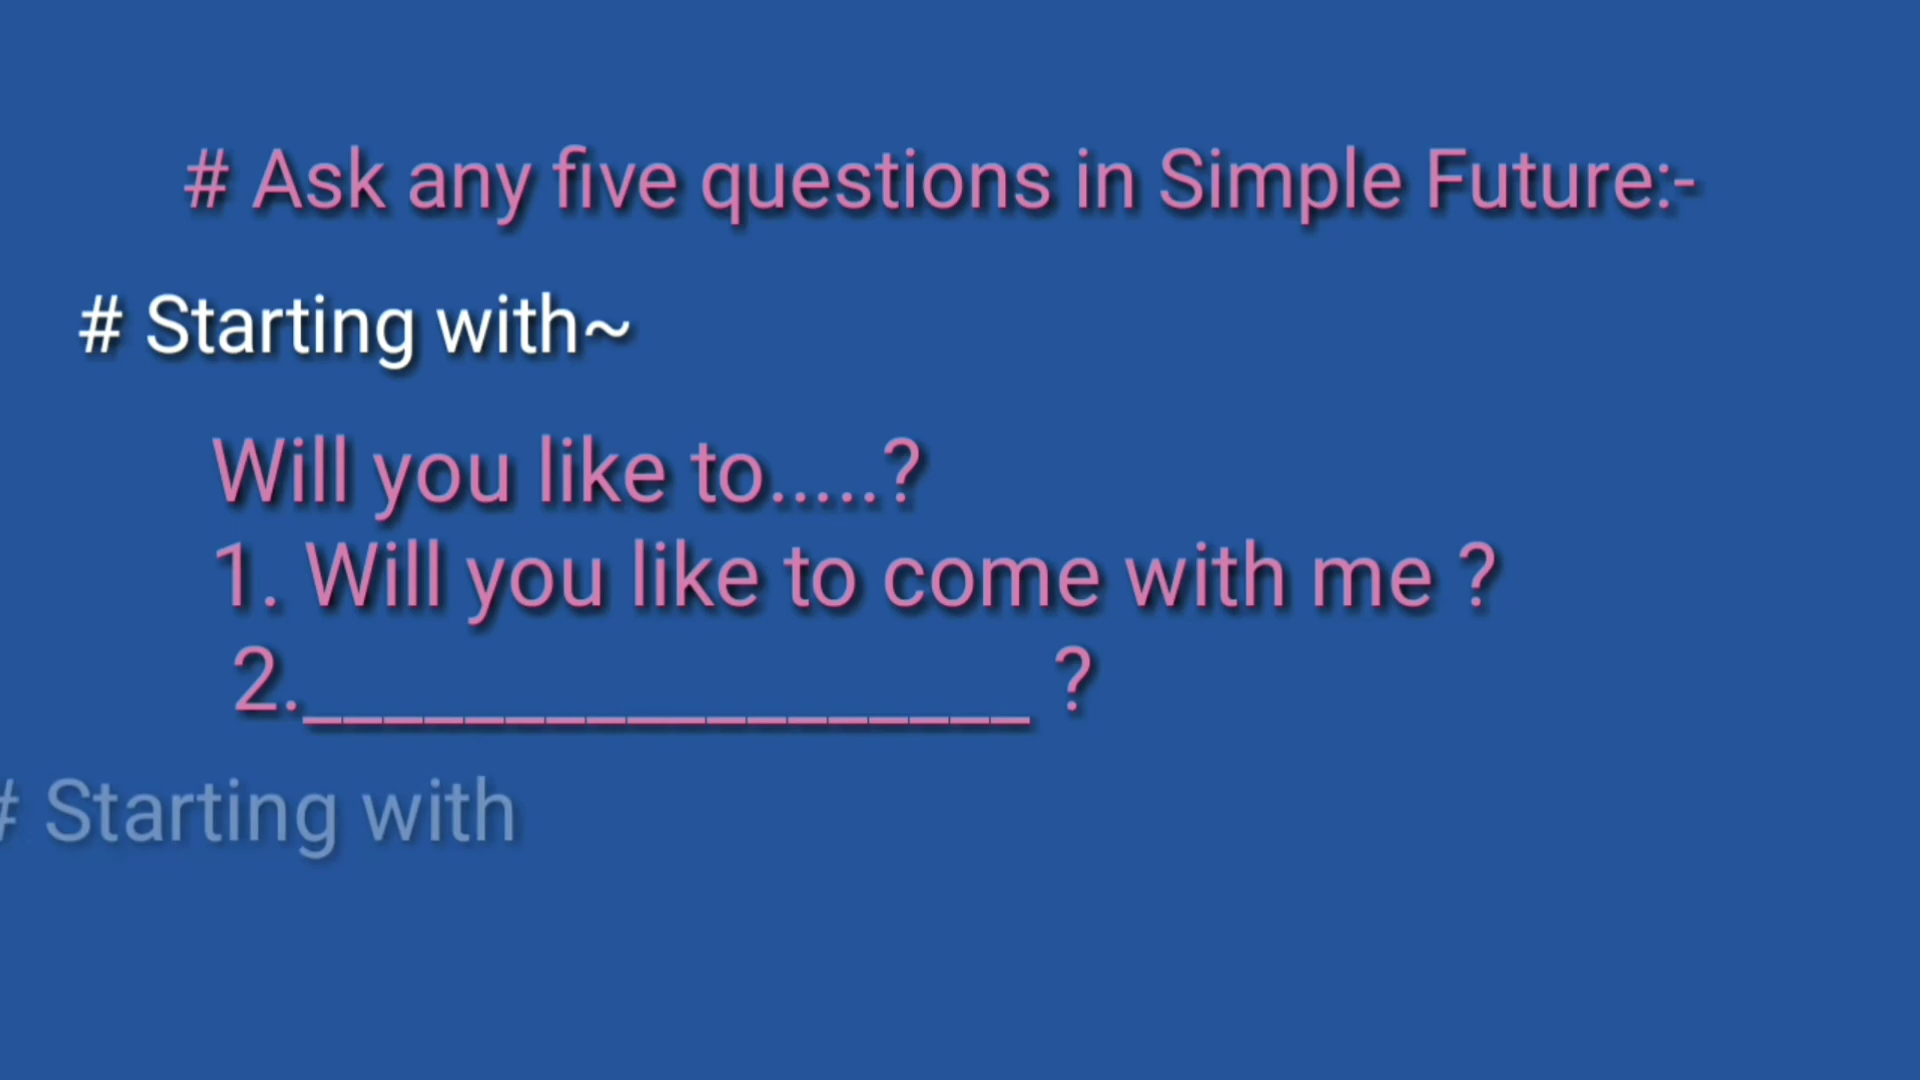 # Ask any five questions in Simple Future:-
# Starting with~
Will you like to.....?
1. Will you like to come with me ?
2.__________________ ?
# Starting with